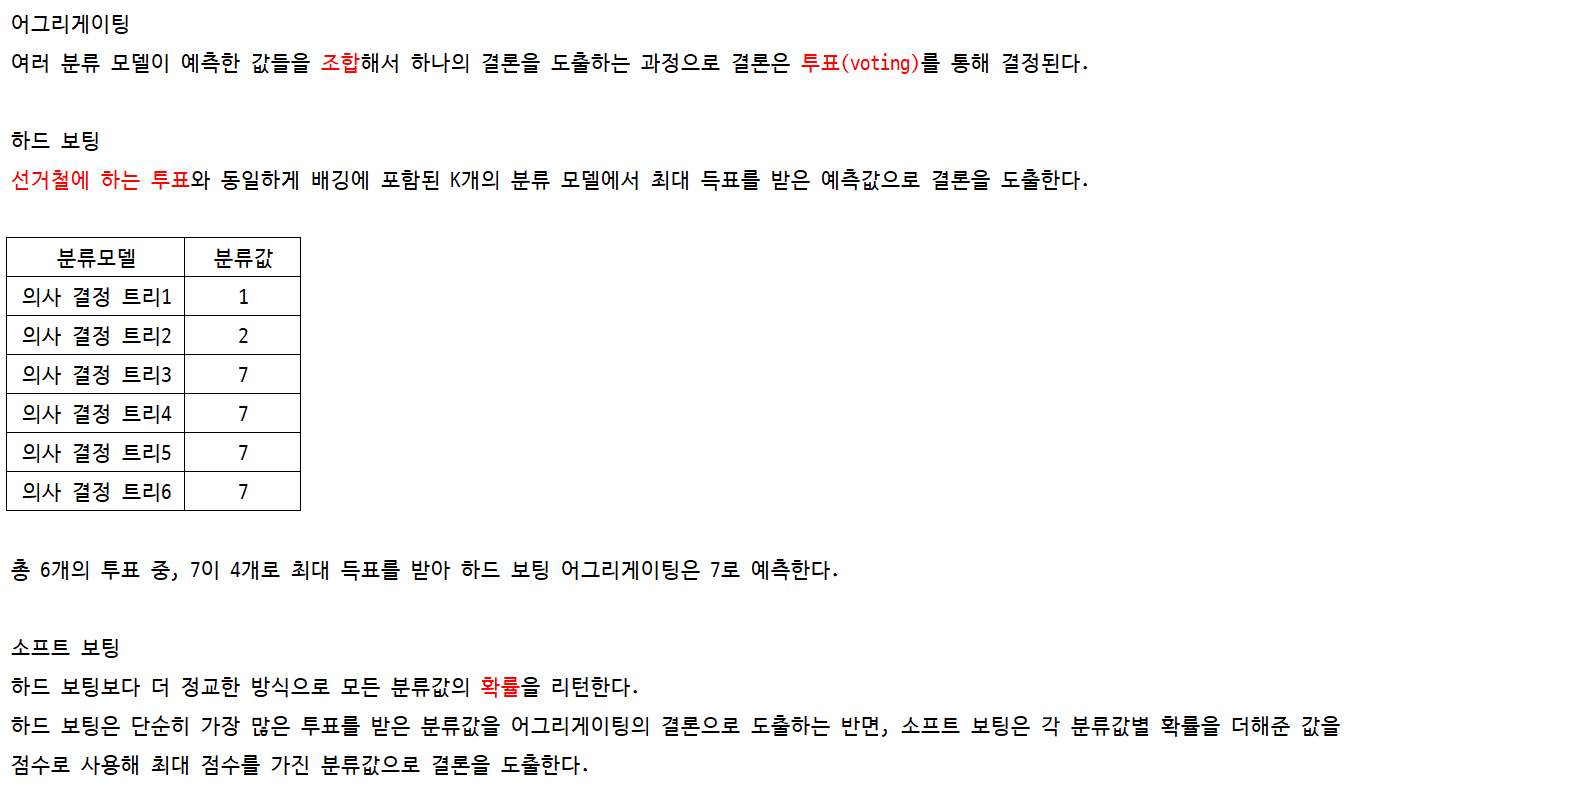 어그리게이팅
여러 분류 모델이 예측한 값들을 조합해서 하나의 결론을 도출하는 과정으로 결론은 투표(voting)를 통해 결정된다.
하드 보팅
선거철에 하는 투표와 동일하게 배깅에 포함된 K개의 분류 모델에서 최대 득표를 받은 예측값으로 결론을 도출한다.
분류모델 분류값
의사 결정 트리1 1
의사 결정 트리2 2
의사 결정 트리3 7
의사 결정 트리4 7
의사 결정 트리5 7
의사 결정 트리6 7
총 6개의 투표 중, 7이 4개로 최대 득표를 받아 하드 보팅 어그리게이팅은 7로 예측한다.
소프트 보팅
하드 보팅보다 더 정교한 방식으로 모든 분류값의 확률을 리턴한다.
하드 보팅은 단순히 가장 많은 투표를 받은 분류값을 어그리게이팅의 결론으로 도출하는 반면, 소프트 보팅은 각 분류값별 확률을 더해준 값을
점수로 사용해 최대 점수를 가진 분류값으로 결론을 도출한다.